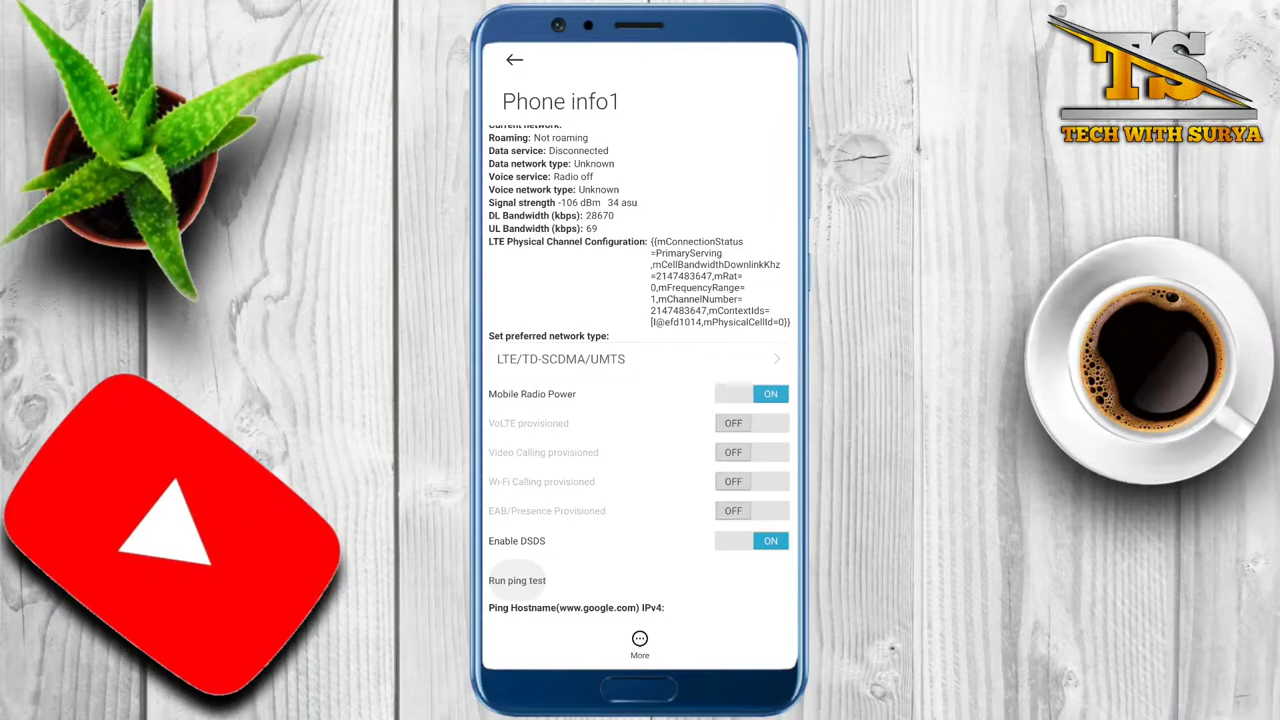 Phone info1
Current network:
Roaming: Not roaming
Data service: Disconnected
Data network type: Unknown
Voice service: Radio off
Voice network type: Unknown
Signal strength -106 dBm 34 asu
DL Bandwidth (kbps): 28670
UL Bandwidth (kbps): 69
LTE Physical Channel Configuration: {{mConnectionStatus
=PrimaryServing
,mCellBandwidthDownlinkKhz
=2147483647,mRat=
0,mFrequencyRange=
1,mChannelNumber=
2147483647,mContextIds=
[I@efd1014,mPhysicalCellId=0}}
Set preferred network type:
LTE/TD-SCDMA/UMTS
Mobile Radio Power ON
VoLTE provisioned OFF
Video Calling provisioned OFF
Wi-Fi Calling provisioned OFF
EAB/Presence Provisioned OFF
Enable DSDS ON
Run ping test
Ping Hostname(www.google.com) IPv4:
More
TS
TECH WITH SURYA